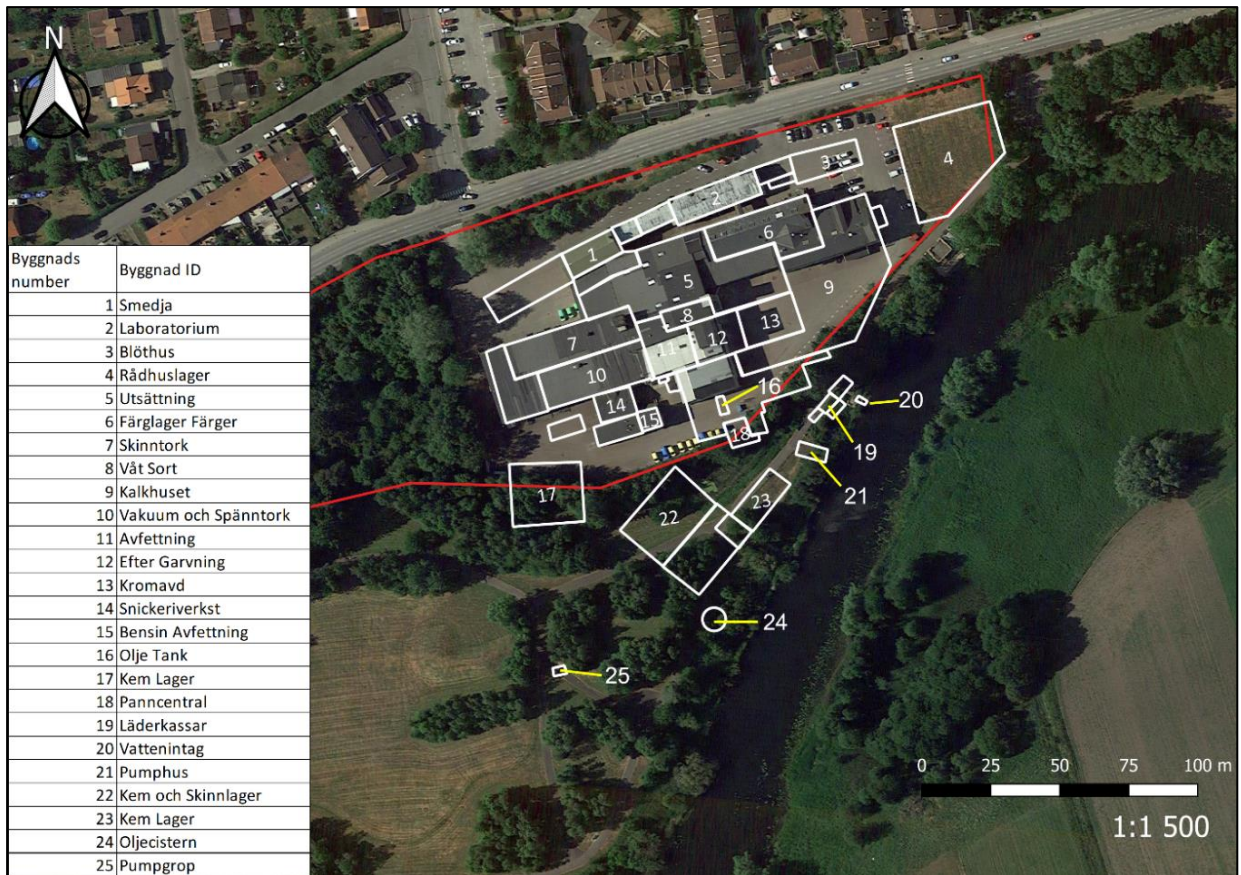 N
1
2
3
4
5
6
7
8
9
10
11
12
13
14
15
16
17
18
19
20
21
22
23
24
25
Byggnads number	Byggnad ID
1 Smedja
2 Laboratorium
3 Blöthus
4 Rådhuslager
5 Utsättning
6 Färglager Färger
7 Skinntork
8 Våt Sort
9 Kalkhuset
10 Vakuum och Spänntork
11 Avfettning
12 Efter Garvning
13 Kromavd
14 Snickeriverkst
15 Bensin Avfettning
16 Olje Tank
17 Kem Lager
18 Panncentral
19 Läderkassar
20 Vattenintag
21 Pumphus
22 Kem och Skinnlager
23 Kem Lager
24 Oljecistern
25 Pumpgrop
0 25 50 75 100 m
1:1 500